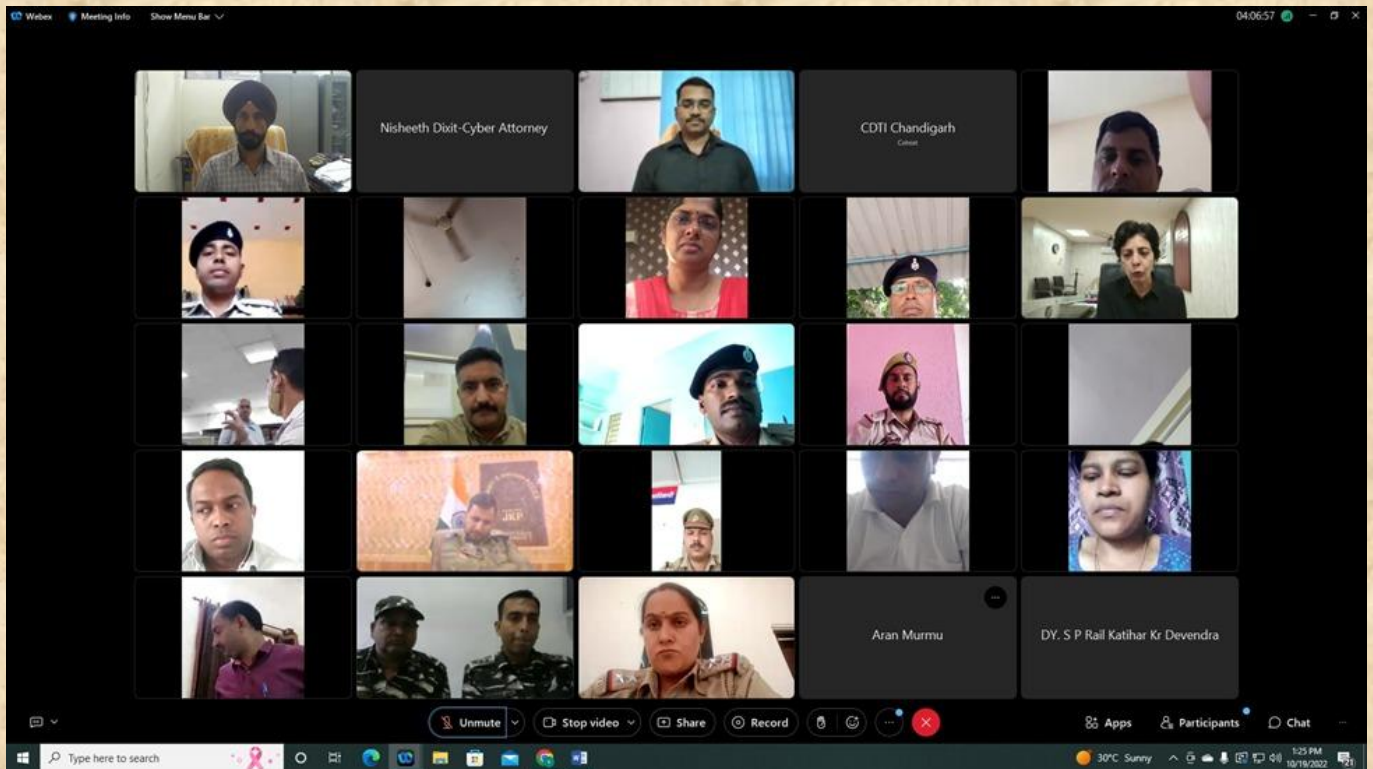 Webex Meeting Info Show Menu Bar
04:06:57
Nisheeth Dixit-Cyber Attorney
CDTI Chandigarh
Cohost
JKP
Aran Murmu
DY. S P Rail Katihar Kr Devendra
Unmute Stop video Share Record
Apps Participants Chat
Type here to search
30°C Sunny
1:25 PM
10/19/2022
21